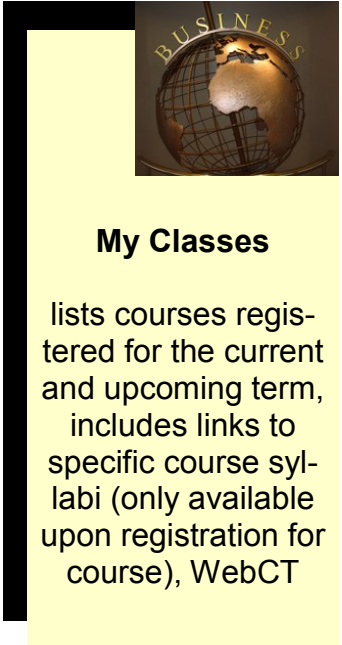 BUSINESS
My Classes
lists courses regis-
tered for the current
and upcoming term,
includes links to
specific course syl-
labi (only available
upon registration for
course), WebCT